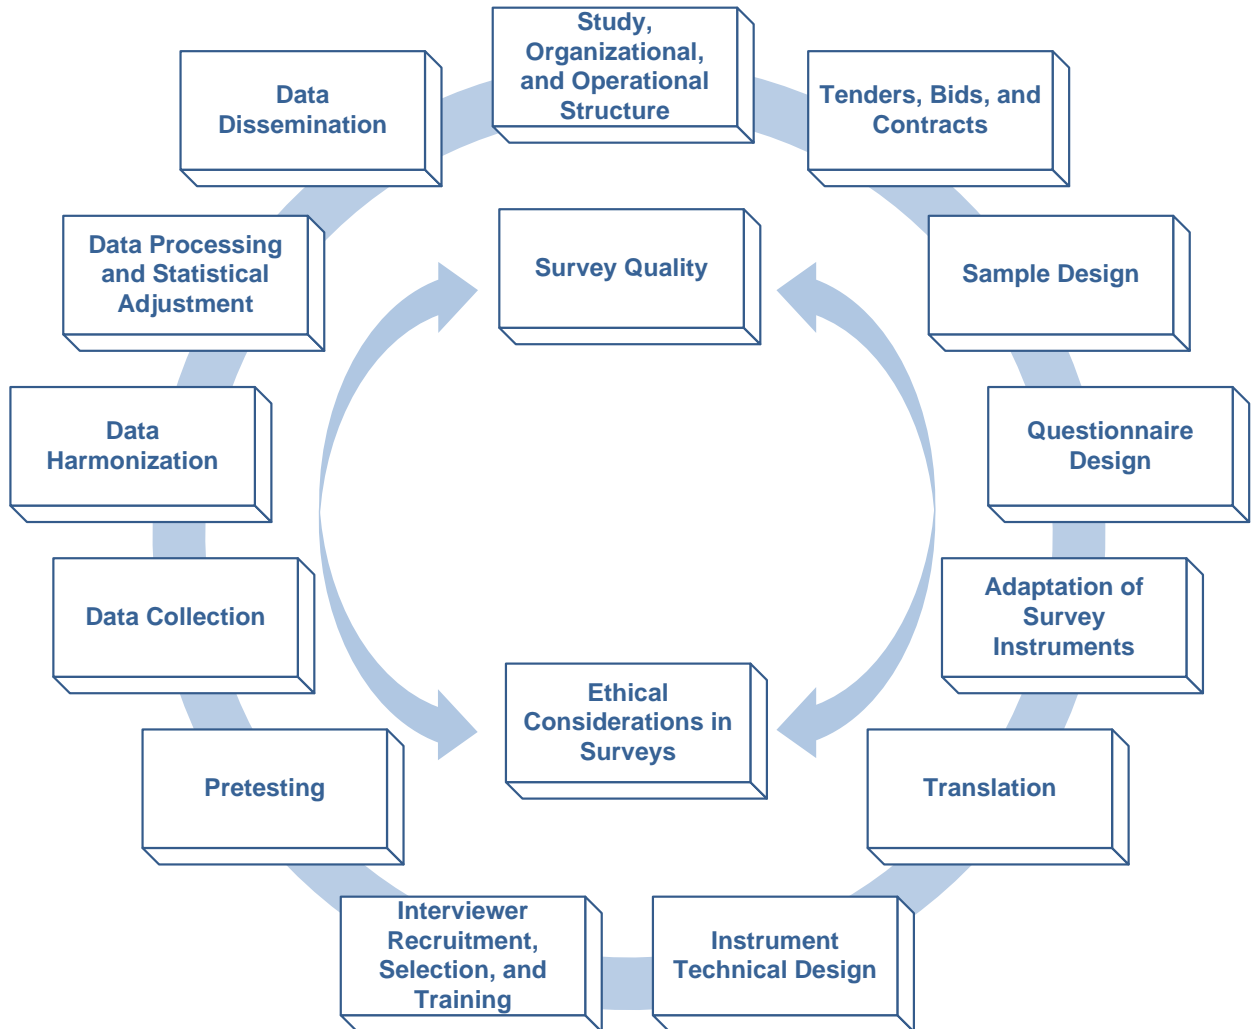 Study,
Organizational,
and Operational
Structure
Tenders, Bids, and
Contracts
Sample Design
Questionnaire
Design
Adaptation of
Survey
Instruments
Translation
Instrument
Technical Design
Interviewer
Recruitment,
Selection, and
Training
Pretesting
Data Collection
Data
Harmonization
Data Processing
and Statistical
Adjustment
Data
Dissemination
Survey Quality
Ethical
Considerations in
Surveys